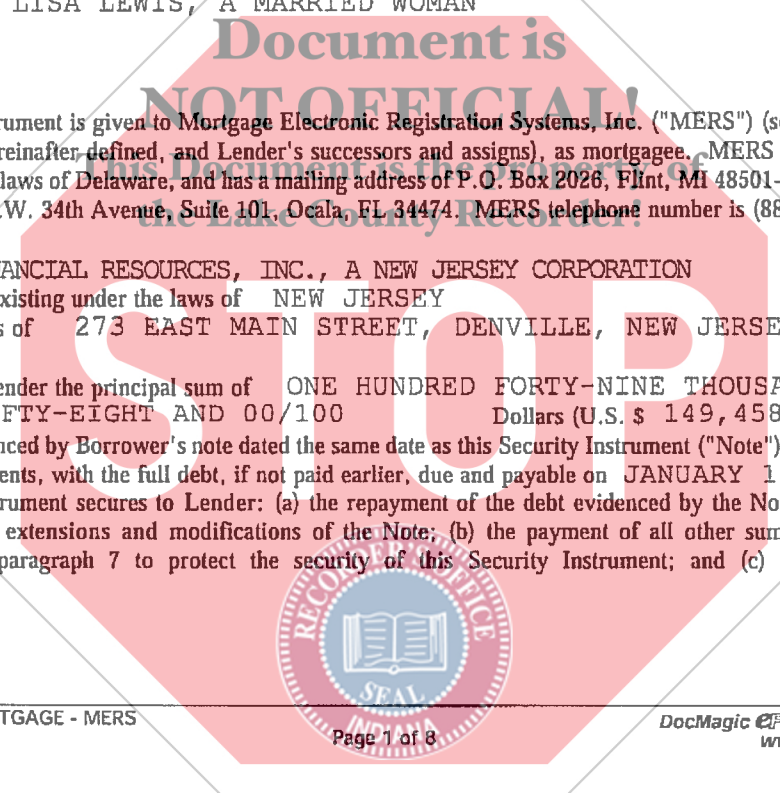 LISA LEWIS, A MARRIED WOMAN
Document is
NOT OFFICIAL!
rument is given to Mortgage Electronic Registration Systems, Inc. ("MERS") (s
reinafter defined, and Lender's successors and assigns), as mortgagee. MERS
This Document is the property of
laws of Delaware, and has a mailing address of P.O. Box 2026, Flint, MI 48501-
the Lake County Recorder!
.W. 34th Avenue, Suite 101, Ocala, FL 34474. MERS telephone number is (88
ANCIAL RESOURCES, INC., A NEW JERSEY CORPORATION
xisting under the laws of NEW JERSEY
s of 273 EAST MAIN STREET, DENVILLE, NEW JERSE
STOP
ender the principal sum of ONE HUNDRED FORTY-NINE THOUSA
FTY-EIGHT AND 00/100 Dollars (U.S. $ 149,458
nced by Borrower's note dated the same date as this Security Instrument ("Note")
ents, with the full debt, if not paid earlier, due and payable on JANUARY 1
rument secures to Lender: (a) the repayment of the debt evidenced by the No
extensions and modifications of the Note; (b) the payment of all other sum
paragraph 7 to protect the security of this Security Instrument; and (c)
RECORDER'S OFFICE
SEAL
INDIANA
TGAGE - MERS
Page 1 of 8
DocMagic